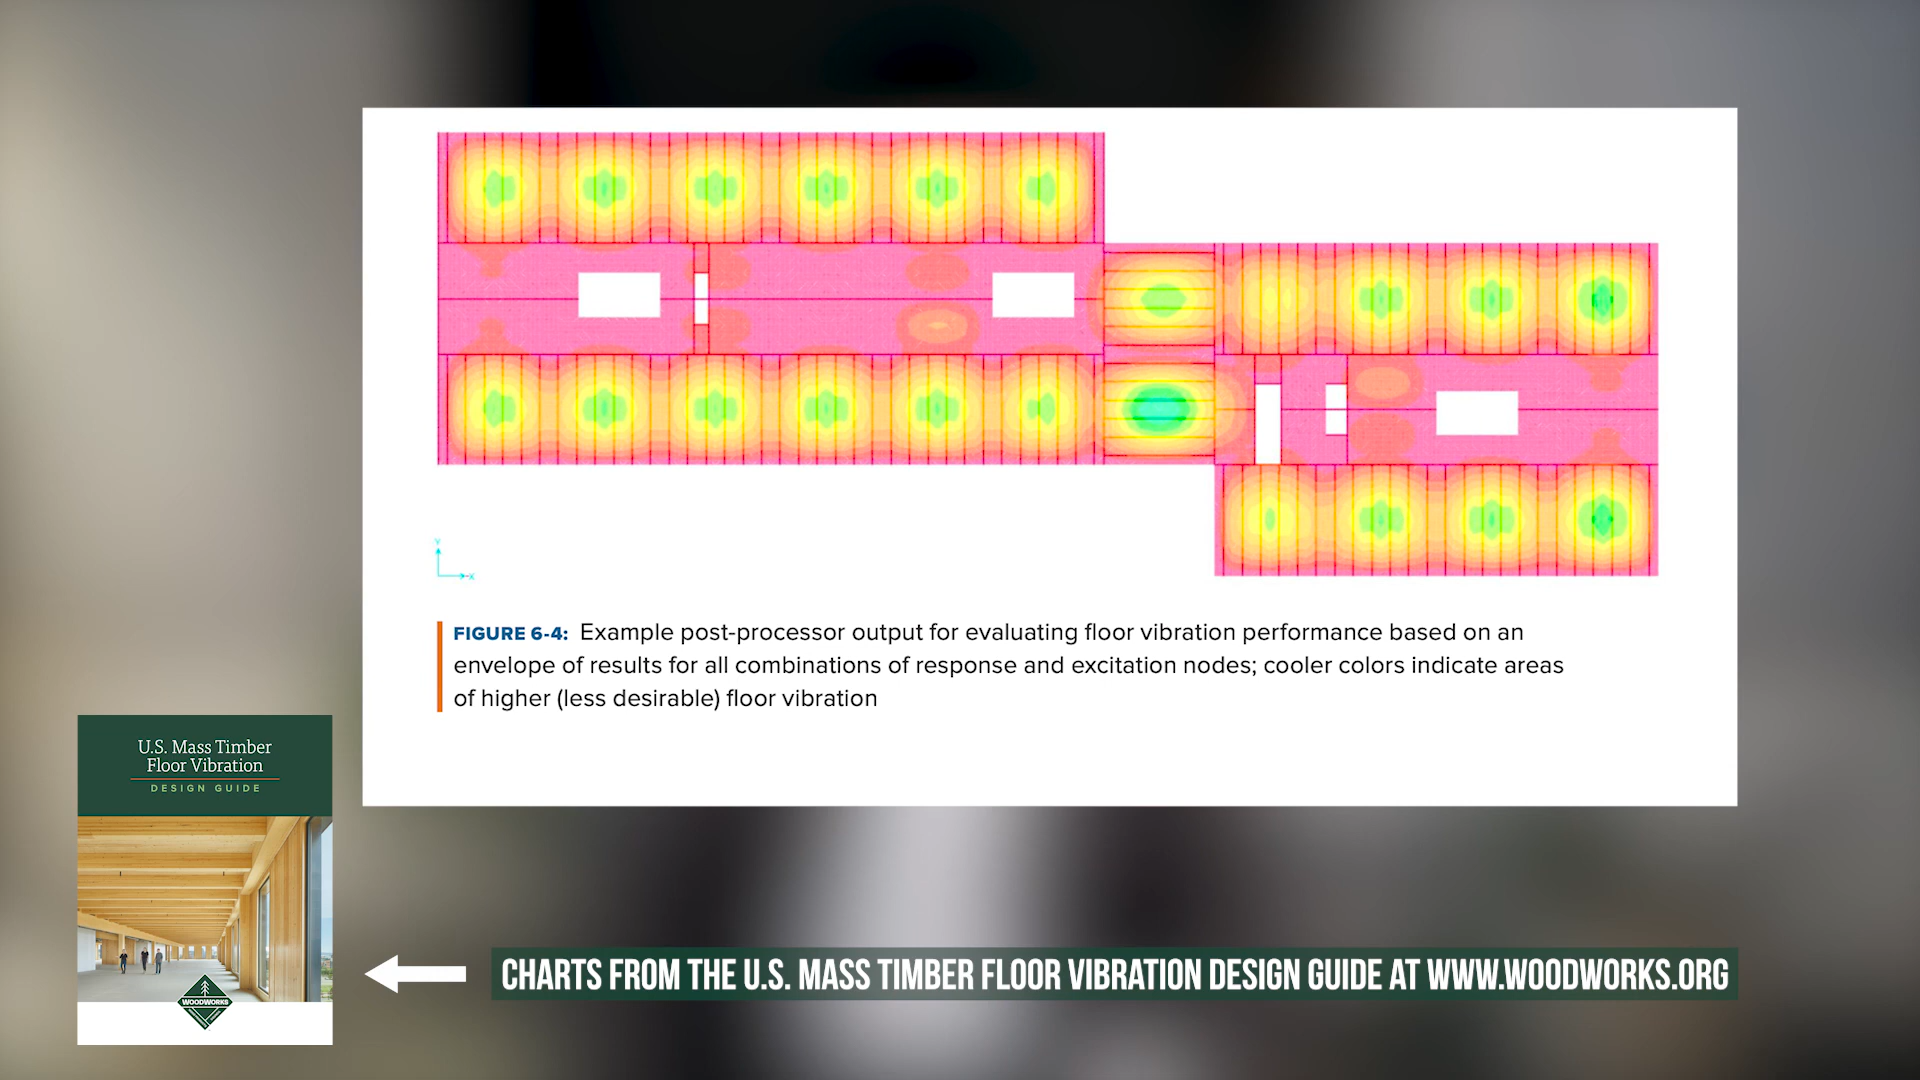 Y
X
FIGURE 6-4: Example post-processor output for evaluating floor vibration performance based on an
envelope of results for all combinations of response and excitation nodes; cooler colors indicate areas
of higher (less desirable) floor vibration
U.S. Mass Timber
Floor Vibration
DESIGN GUIDE
WOODWORKS
CHARTS FROM THE U.S. MASS TIMBER FLOOR VIBRATION DESIGN GUIDE AT WWW.WOODWORKS.ORG